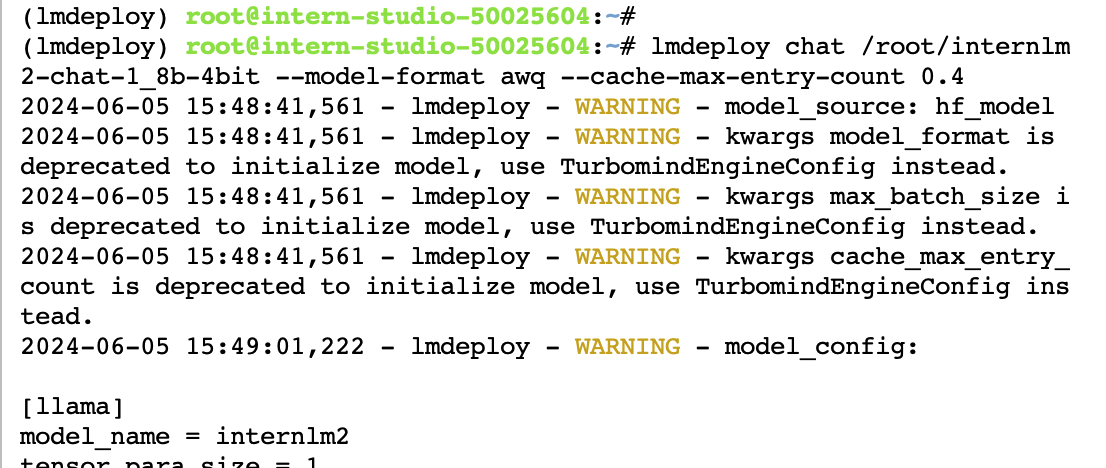 (lmdeploy) root@intern-studio-50025604:~#
(lmdeploy) root@intern-studio-50025604:~# lmdeploy chat /root/internlm
2-chat-1_8b-4bit --model-format awq --cache-max-entry-count 0.4
2024-06-05 15:48:41,561 - lmdeploy - WARNING - model_source: hf_model
2024-06-05 15:48:41,561 - lmdeploy - WARNING - kwargs model_format is
deprecated to initialize model, use TurbomindEngineConfig instead.
2024-06-05 15:48:41,561 - lmdeploy - WARNING - kwargs max_batch_size i
s deprecated to initialize model, use TurbomindEngineConfig instead.
2024-06-05 15:48:41,561 - lmdeploy - WARNING - kwargs cache_max_entry_
count is deprecated to initialize model, use TurbomindEngineConfig ins
tead.
2024-06-05 15:49:01,222 - lmdeploy - WARNING - model_config:
[llama]
model_name = internlm2
tensor_para_size = 1